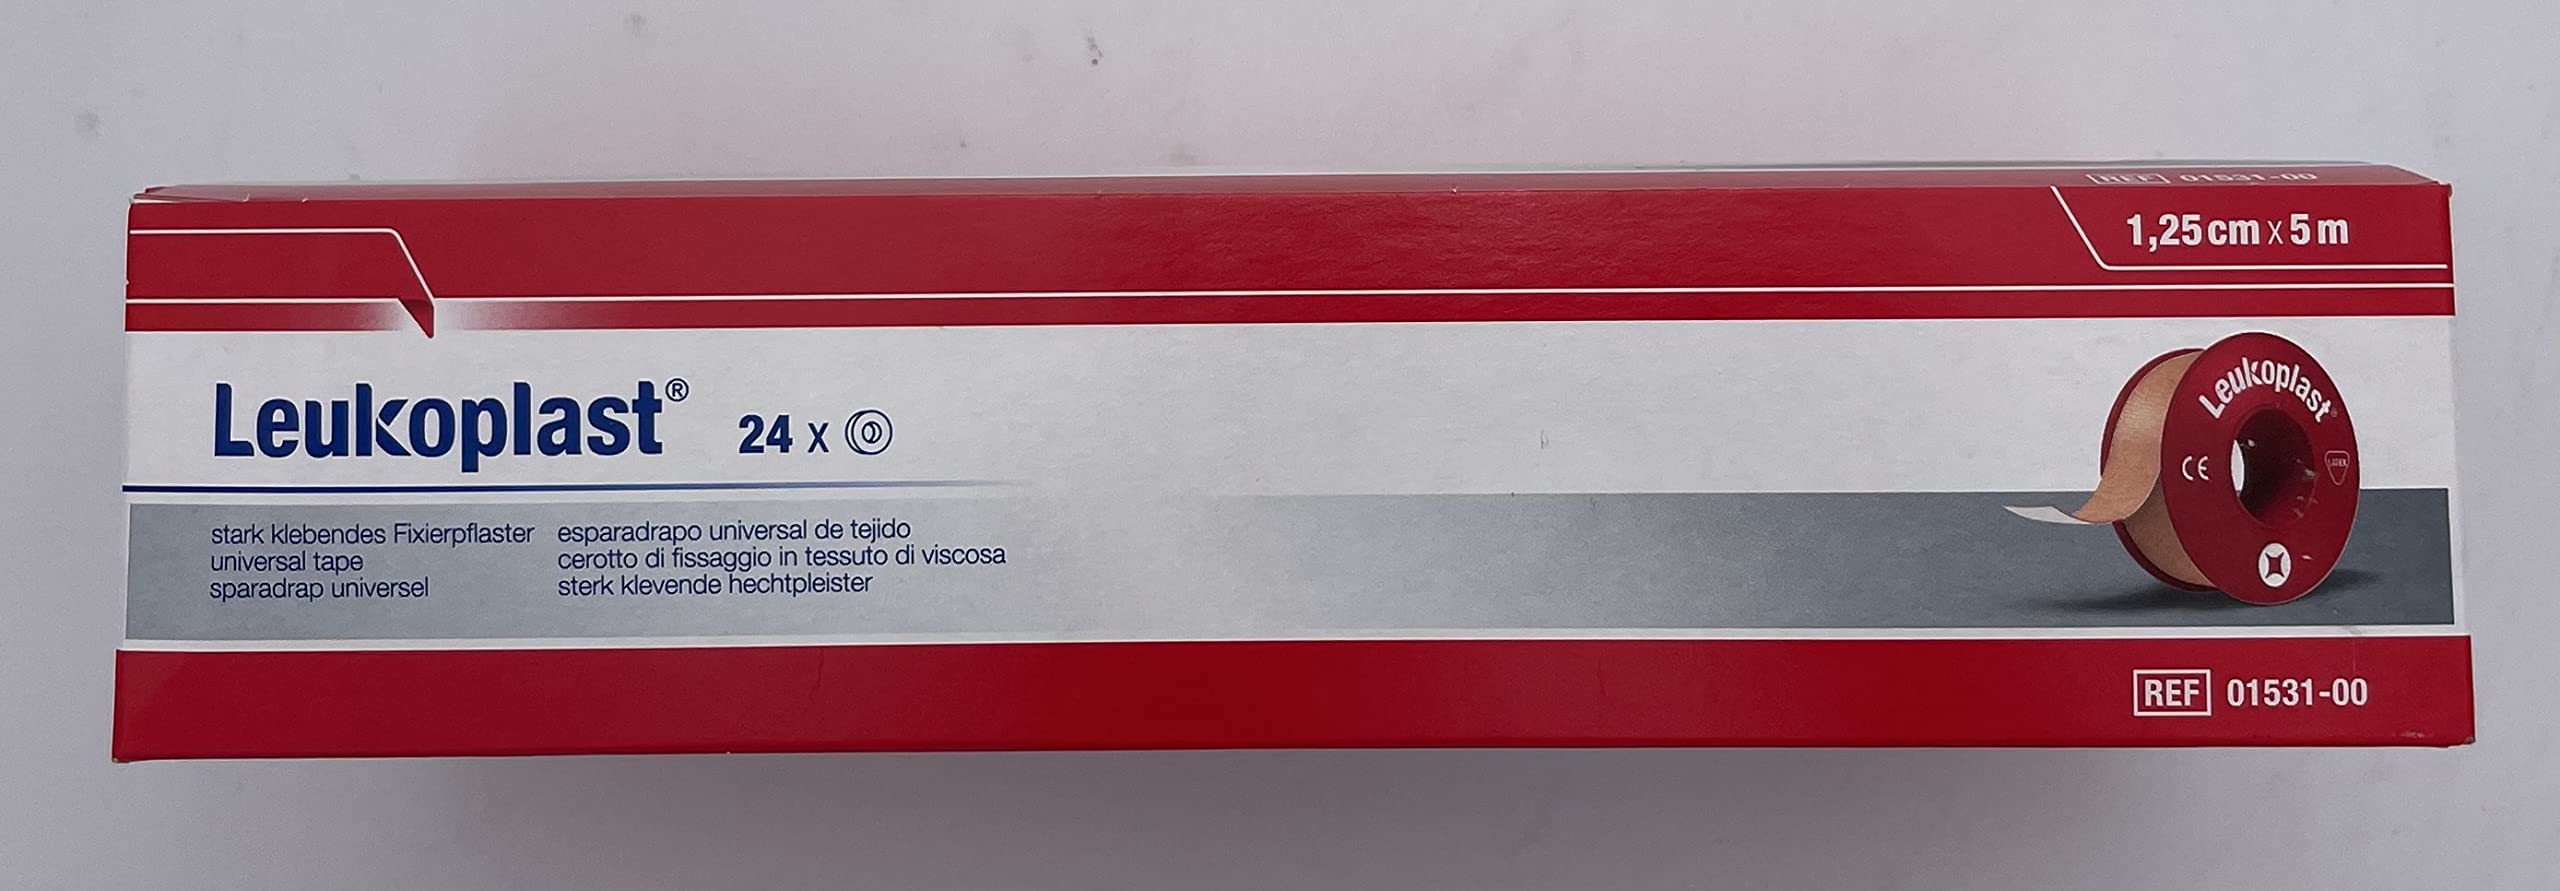 REF 01531-00
1,25 cm x 5 m
Leukoplast® 24 x
stark klebendes Fixierpflaster
universal tape
sparadrap universel
esparadrapo universal de tejido
cerotto di fissaggio in tessuto di viscosa
sterk klevende hechtpleister
Leukoplast
CE
LATEX
REF 01531-00